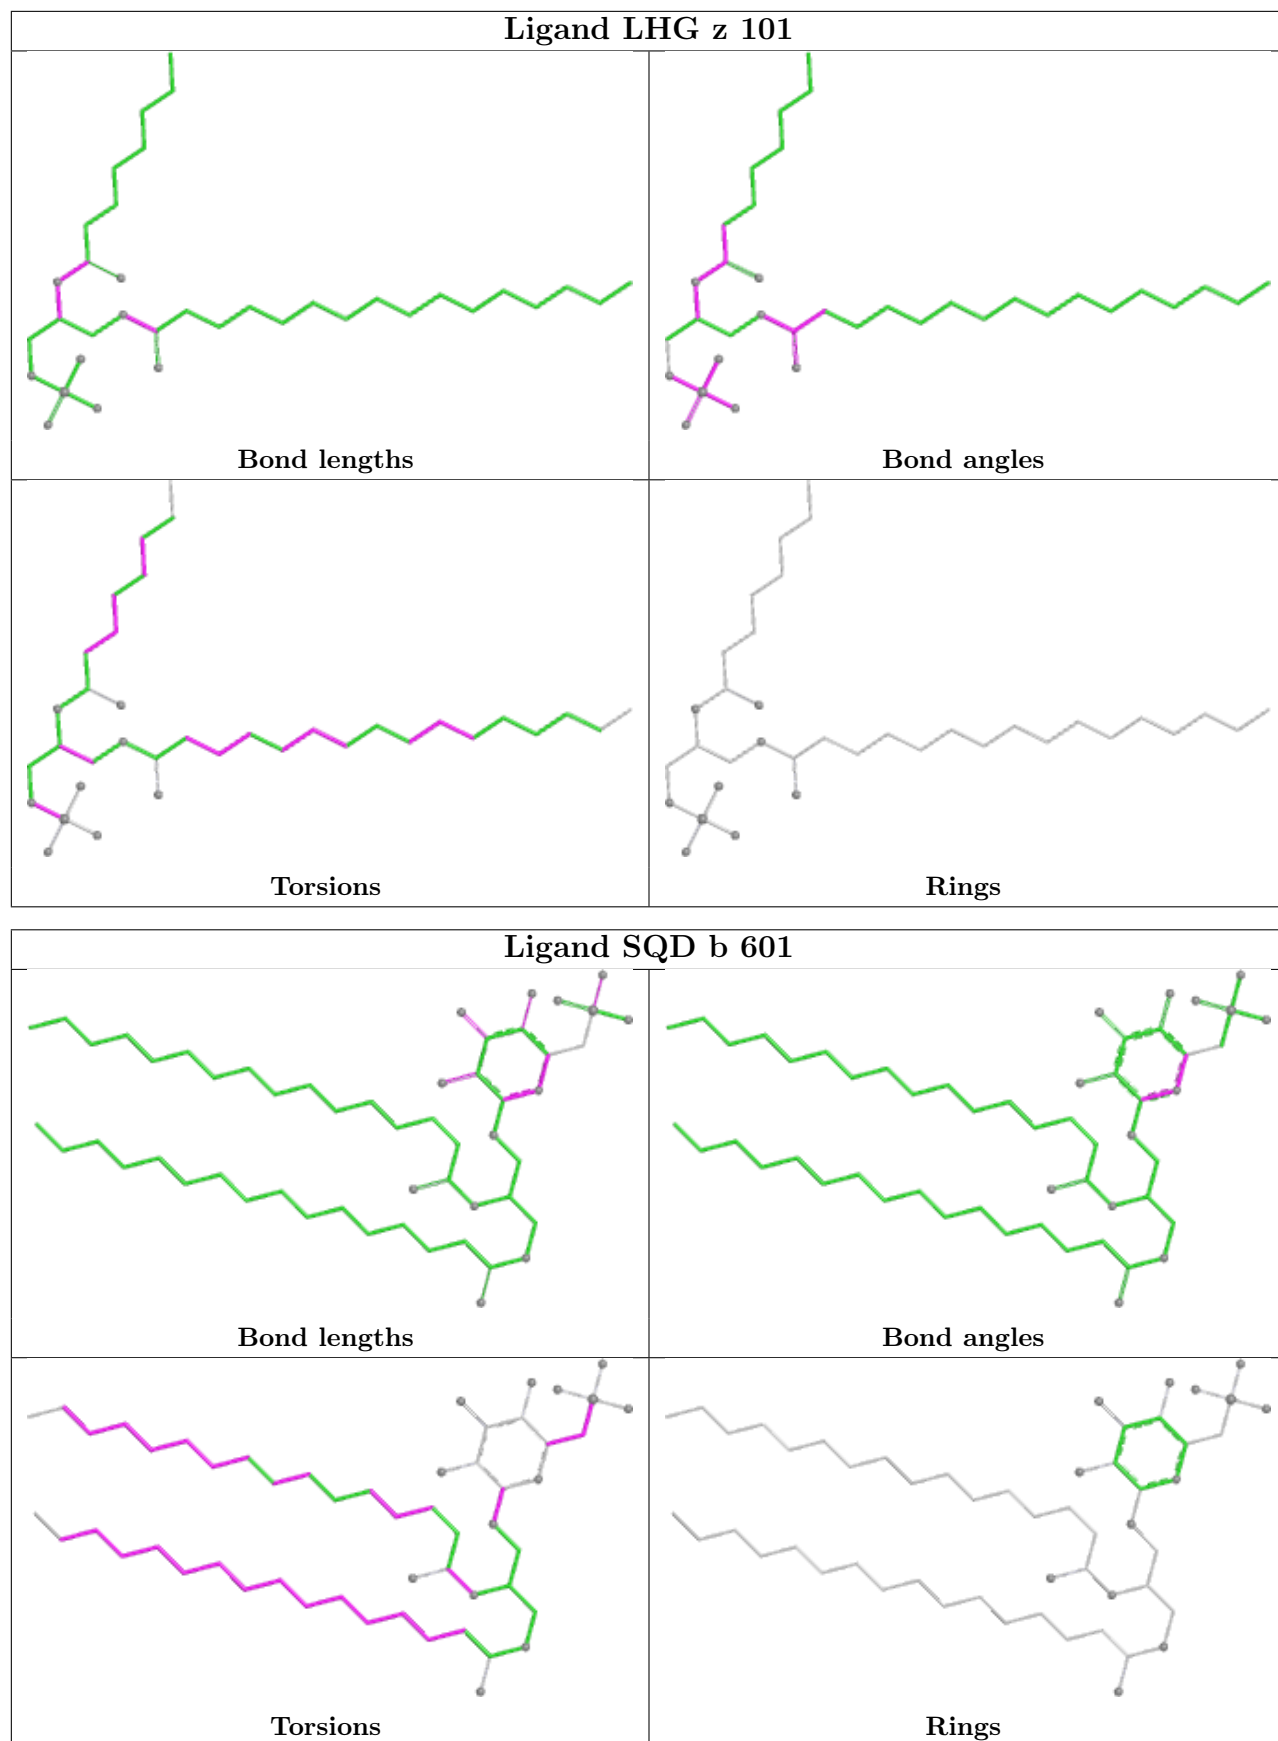 Ligand LHG z 101
Bond lengths
Bond angles
Torsions
Rings
Ligand SQD b 601
Bond lengths
Bond angles
Torsions
Rings